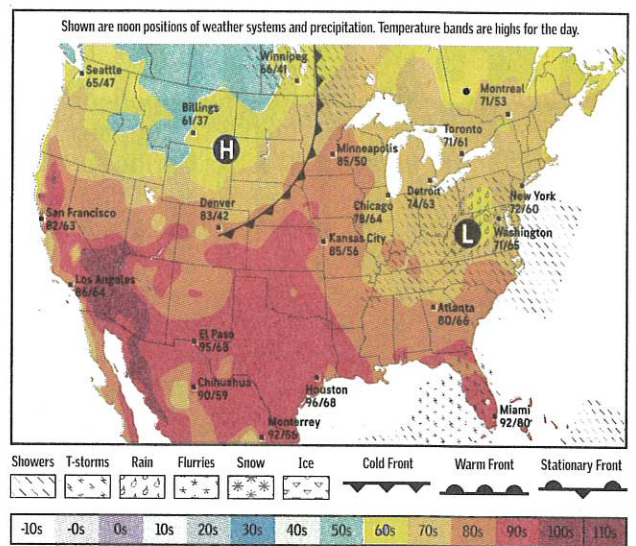 Shown are noon positions of weather systems and precipitation. Temperature bands are highs for the day.
Seattle
65/47
Winnipeg
66/41
Billings
61/37
H
Montreal
71/53
Toronto
71/61
Minneapolis
85/50
Denver
83/42
Chicago
78/64
Detroit
74/63
New York
72/60
San Francisco
82/63
Kansas City
85/56
L
Washington
71/65
Los Angeles
86/64
Atlanta
80/66
El Paso
95/68
Chihuahua
90/59
Houston
96/68
Monterrey
Miami
92/80
Showers T-storms Rain Flurries Snow Ice Cold Front Warm Front Stationary Front
-10s -0s 0s 10s 20s 30s 40s 50s 60s 70s 80s 90s 100s 110s